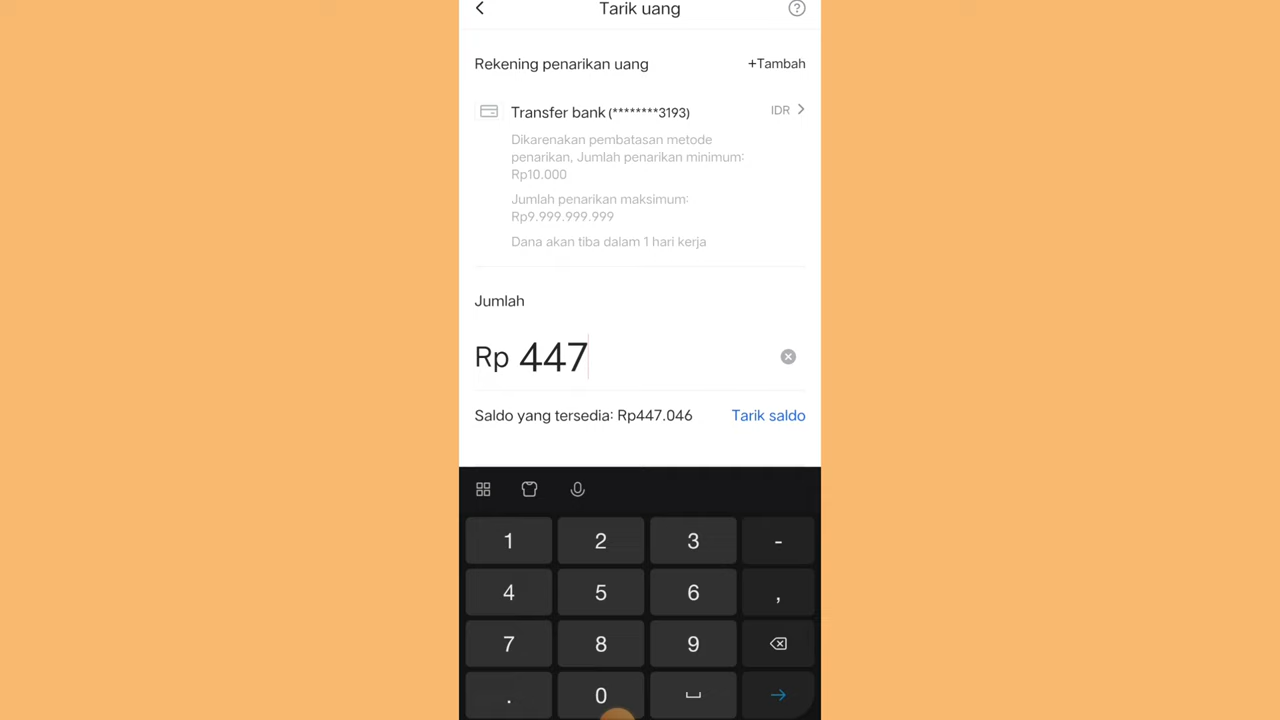 Tarik uang
Rekening penarikan uang +Tambah
Transfer bank (********3193) IDR
Dikarenakan pembatasan metode
penarikan, Jumlah penarikan minimum:
Rp10.000
Jumlah penarikan maksimum:
Rp9.999.999.999
Dana akan tiba dalam 1 hari kerja
Jumlah
Rp 447
Saldo yang tersedia: Rp447.046 Tarik saldo
1 2 3 -
4 5 6 ,
7 8 9
. 0